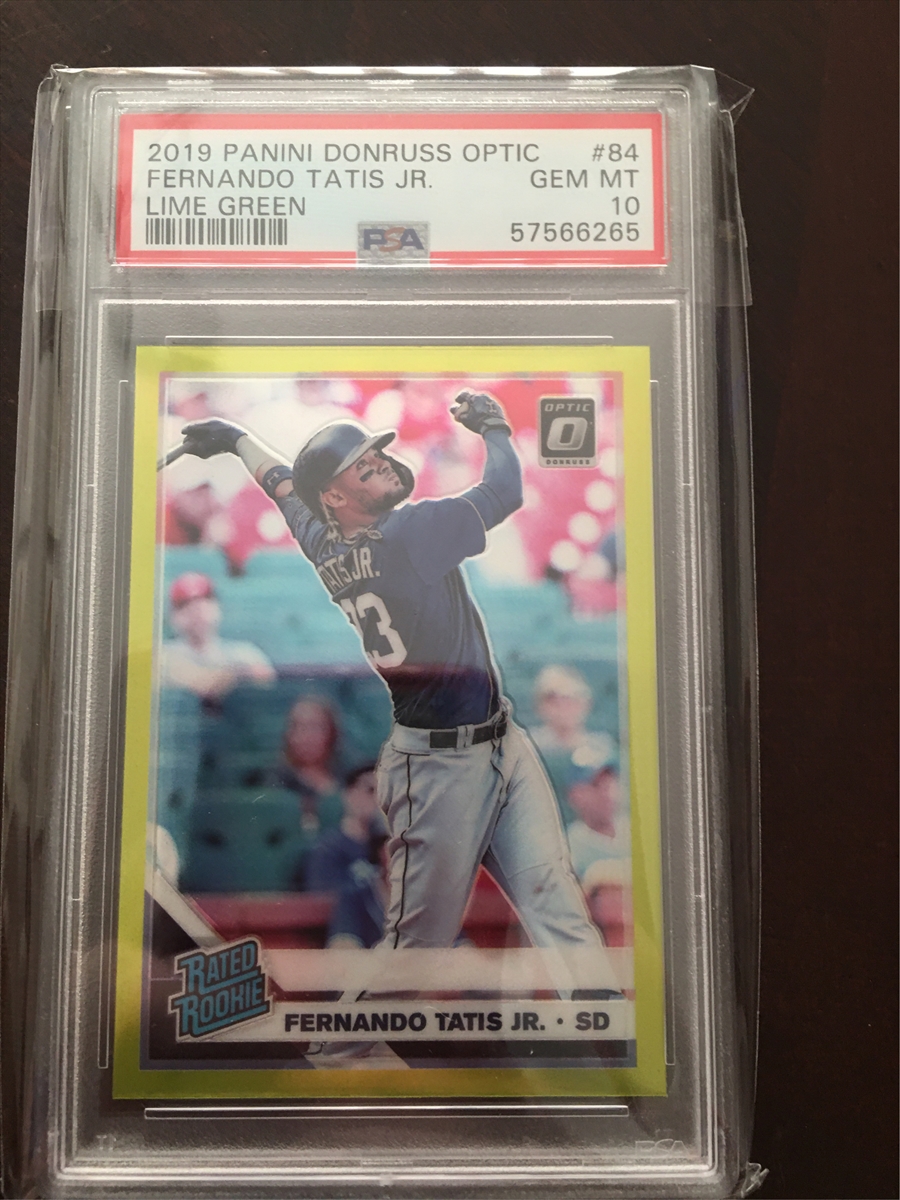 2019 PANINI DONRUSS OPTIC #84
FERNANDO TATIS JR. GEM MT
LIME GREEN 10
57566265
PSA
OPTIC
O
DONRUSS
TATIS JR.
23
RATED
ROOKIE
FERNANDO TATIS JR. • SD
PSA